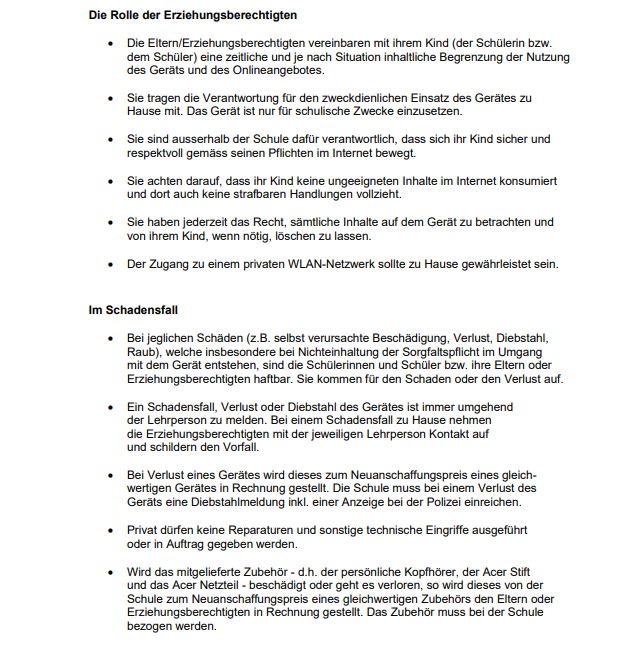 Die Rolle der Erziehungsberechtigten
• Die Eltern/Erziehungsberechtigten vereinbaren mit ihrem Kind (der Schülerin bzw.
dem Schüler) eine zeitliche und je nach Situation inhaltliche Begrenzung der Nutzung
des Geräts und des Onlineangebotes.
• Sie tragen die Verantwortung für den zweckdienlichen Einsatz des Gerätes zu
Hause mit. Das Gerät ist nur für schulische Zwecke einzusetzen.
• Sie sind ausserhalb der Schule dafür verantwortlich, dass sich ihr Kind sicher und
respektvoll gemäss seinen Pflichten im Internet bewegt.
• Sie achten darauf, dass ihr Kind keine ungeeigneten Inhalte im Internet konsumiert
und dort auch keine strafbaren Handlungen vollzieht.
• Sie haben jederzeit das Recht, sämtliche Inhalte auf dem Gerät zu betrachten und
von ihrem Kind, wenn nötig, löschen zu lassen.
• Der Zugang zu einem privaten WLAN-Netzwerk sollte zu Hause gewährleistet sein.
Im Schadensfall
• Bei jeglichen Schäden (z.B. selbst verursachte Beschädigung, Verlust, Diebstahl,
Raub), welche insbesondere bei Nichteinhaltung der Sorgfaltspflicht im Umgang
mit dem Gerät entstehen, sind die Schülerinnen und Schüler bzw. ihre Eltern oder
Erziehungsberechtigten haftbar. Sie kommen für den Schaden oder den Verlust auf.
• Ein Schadensfall, Verlust oder Diebstahl des Gerätes ist immer umgehend
der Lehrperson zu melden. Bei einem Schadensfall zu Hause nehmen
die Erziehungsberechtigten mit der jeweiligen Lehrperson Kontakt auf
und schildern den Vorfall.
• Bei Verlust eines Gerätes wird dieses zum Neuanschaffungspreis eines gleich-
wertigen Gerätes in Rechnung gestellt. Die Schule muss bei einem Verlust des
Geräts eine Diebstahlmeldung inkl. einer Anzeige bei der Polizei einreichen.
• Privat dürfen keine Reparaturen und sonstige technische Eingriffe ausgeführt
oder in Auftrag gegeben werden.
• Wird das mitgelieferte Zubehör - d.h. der persönliche Kopfhörer, der Acer Stift
und das Acer Netzteil - beschädigt oder geht es verloren, so wird dieses von der
Schule zum Neuanschaffungspreis eines gleichwertigen Zubehörs den Eltern oder
Erziehungsberechtigten in Rechnung gestellt. Das Zubehör muss bei der Schule
bezogen werden.